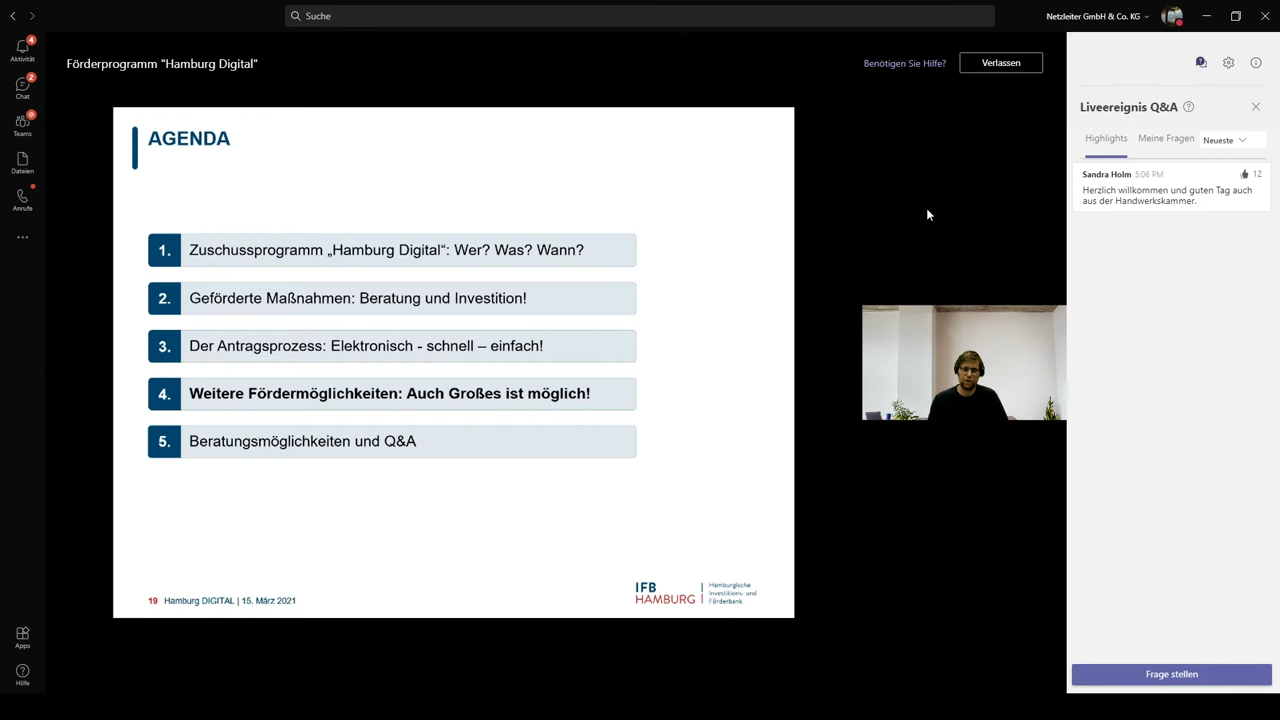 Suche
Netzleiter GmbH & Co. KG
4
Aktivität
2
Chat
Teams
Dateien
Anrufe
Apps
Hilfe
Förderprogramm "Hamburg Digital"
Benötigen Sie Hilfe?
Verlassen
AGENDA
1. Zuschussprogramm „Hamburg Digital“: Wer? Was? Wann?
2. Geförderte Maßnahmen: Beratung und Investition!
3. Der Antragsprozess: Elektronisch - schnell – einfach!
4. Weitere Fördermöglichkeiten: Auch Großes ist möglich!
5. Beratungsmöglichkeiten und Q&A
19 Hamburg DIGITAL | 15. März 2021
IFB
HAMBURG
Hamburgische
Investitions- und
Förderbank
Liveereignis Q&A
Highlights Meine Fragen Neueste
Sandra Holm 5:06 PM 12
Herzlich willkommen und guten Tag auch
aus der Handwerkskammer.
Frage stellen